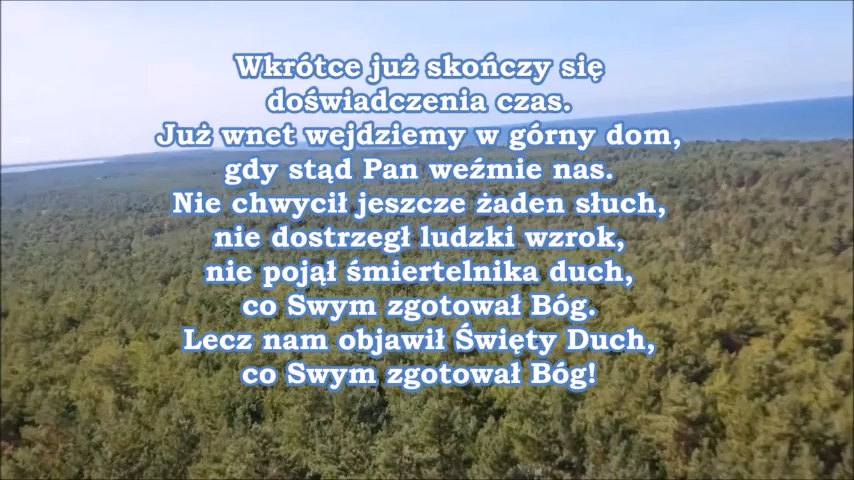 Wkrótce już skończy się
doświadczenia czas.
Już wnet wejdziemy w górny dom,
gdy stąd Pan weźmie nas.
Nie chwycił jeszcze żaden słuch,
nie dostrzegł ludzki wzrok,
nie pojął śmiertelnika duch,
co Swym zgotował Bóg.
Lecz nam objawił Święty Duch,
co Swym zgotował Bóg!